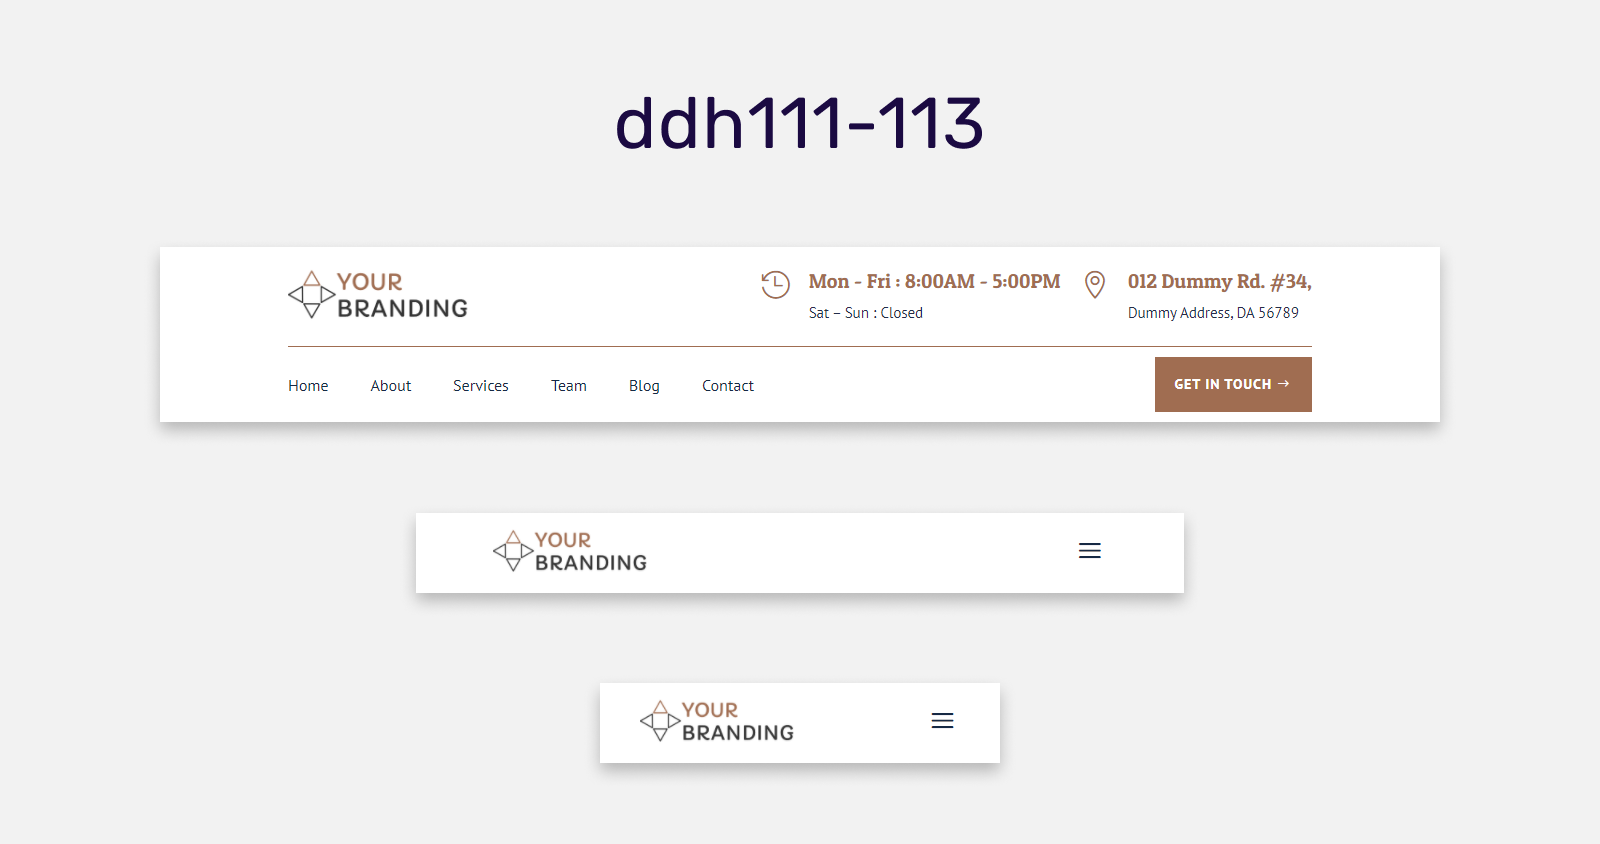 ddh111-113
YOUR
BRANDING
Mon - Fri : 8:00AM - 5:00PM
Sat – Sun : Closed
012 Dummy Rd. #34,
Dummy Address, DA 56789
Home About Services Team Blog Contact
GET IN TOUCH →
YOUR
BRANDING
YOUR
BRANDING